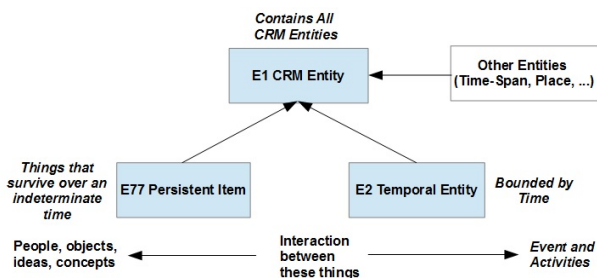 Contains All
CRM Entities
E1 CRM Entity
Other Entities
(Time-Span, Place, ...)
Things that
survive over an
indeterminate
time
E77 Persistent Item
E2 Temporal Entity
Bounded by
Time
People, objects,
ideas, concepts
Interaction
between
these things
Event and
Activities